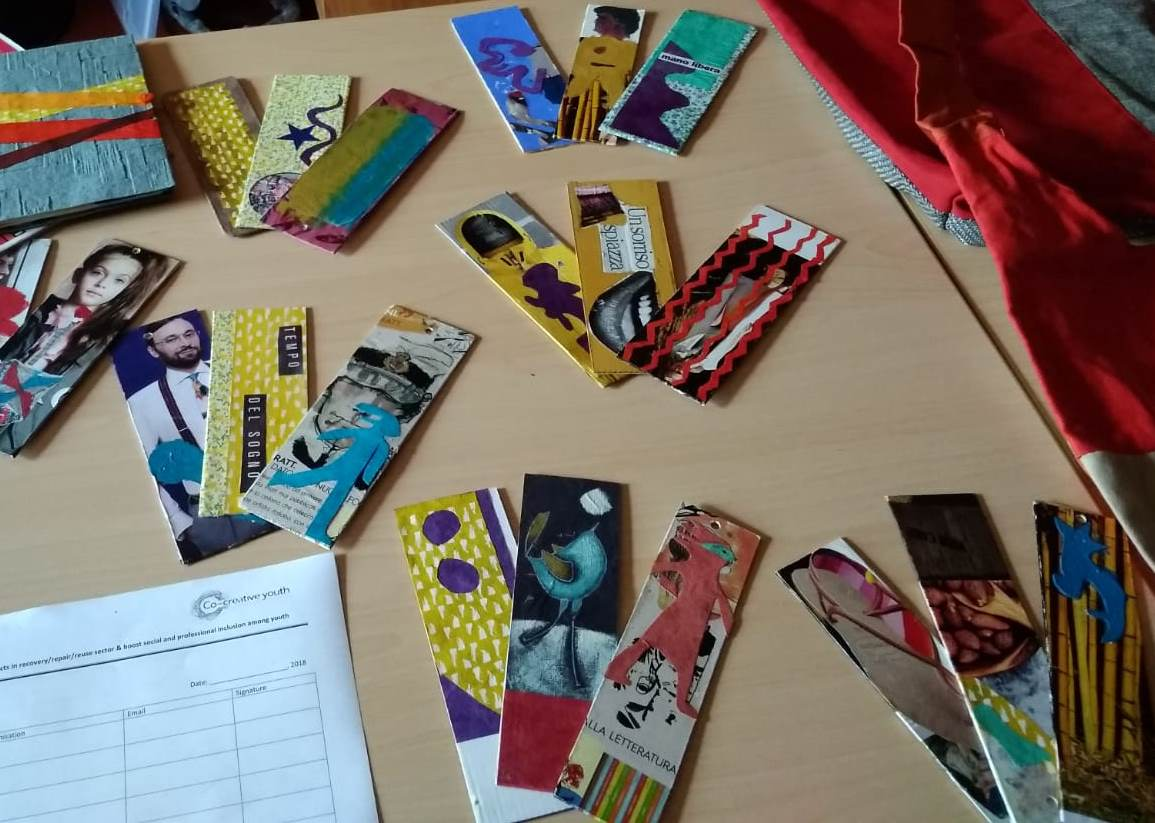 mano libera
Un sorriso
spiazza
TEMPO
DEL SOGNO
RATT.
ALLA LETTERATURA
Co-creative youth
cts in recovery/repair/reuse sector & boost social and professional inclusion among youth
Date: , 2018
Email
Signature